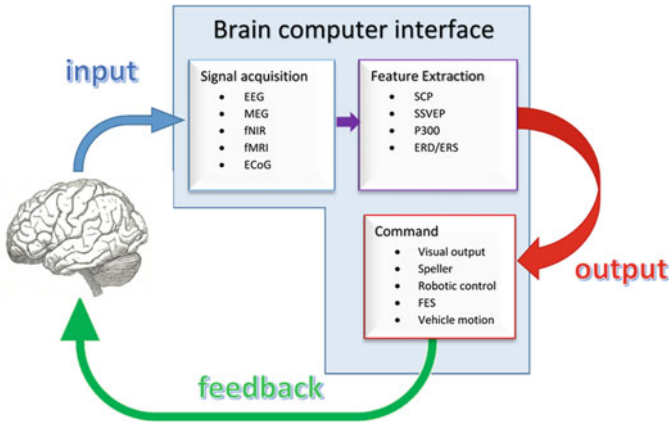 Brain computer interface
input
Signal acquisition
• EEG
• MEG
• fNIR
• fMRI
• ECoG
Feature Extraction
• SCP
• SSVEP
• P300
• ERD/ERS
Command
• Visual output
• Speller
• Robotic control
• FES
• Vehicle motion
output
feedback